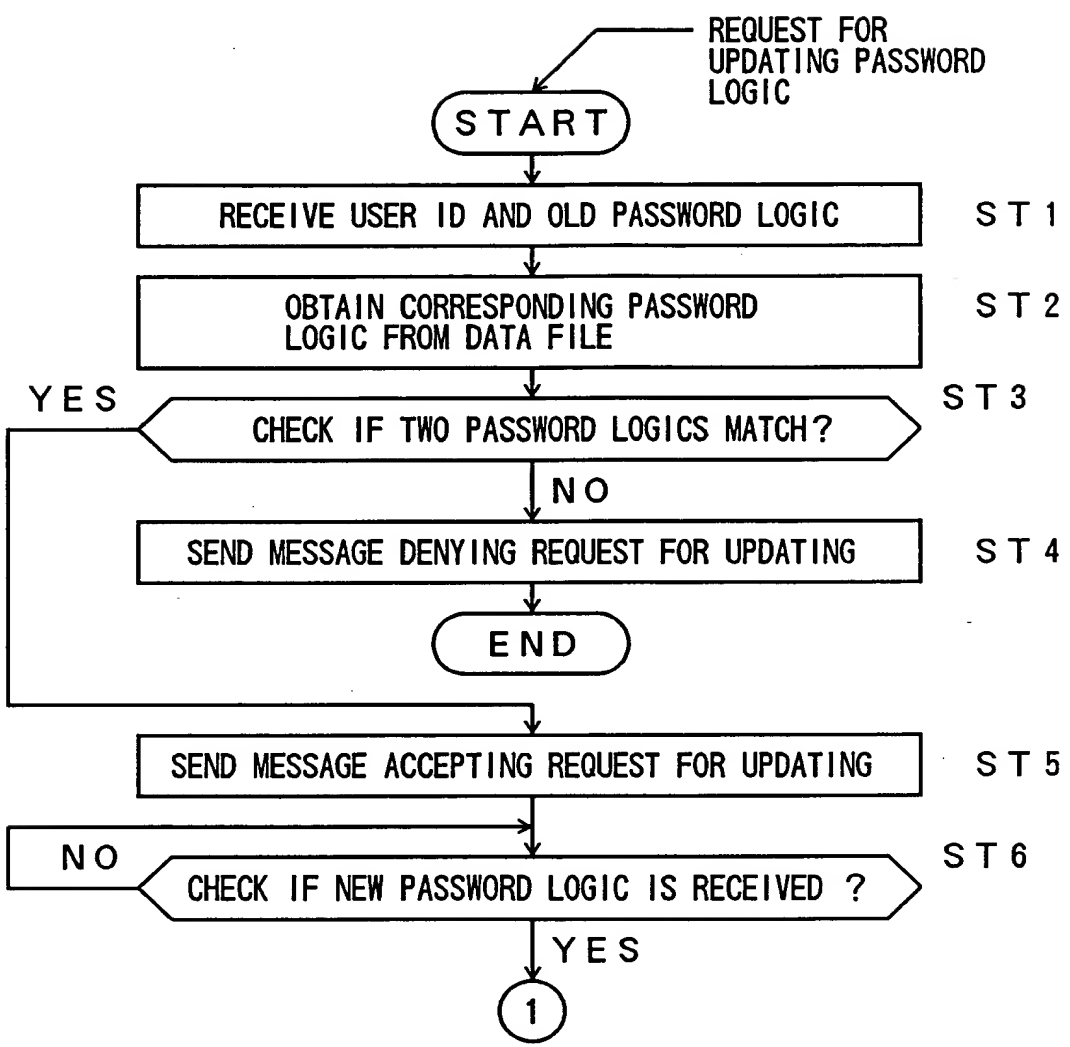 REQUEST FOR
UPDATING PASSWORD
LOGIC
START
RECEIVE USER ID AND OLD PASSWORD LOGIC
ST1
OBTAIN CORRESPONDING PASSWORD
LOGIC FROM DATA FILE
ST2
YES
CHECK IF TWO PASSWORD LOGICS MATCH?
ST3
NO
SEND MESSAGE DENYING REQUEST FOR UPDATING
ST4
END
SEND MESSAGE ACCEPTING REQUEST FOR UPDATING
ST5
NO
CHECK IF NEW PASSWORD LOGIC IS RECEIVED ?
ST6
YES
1